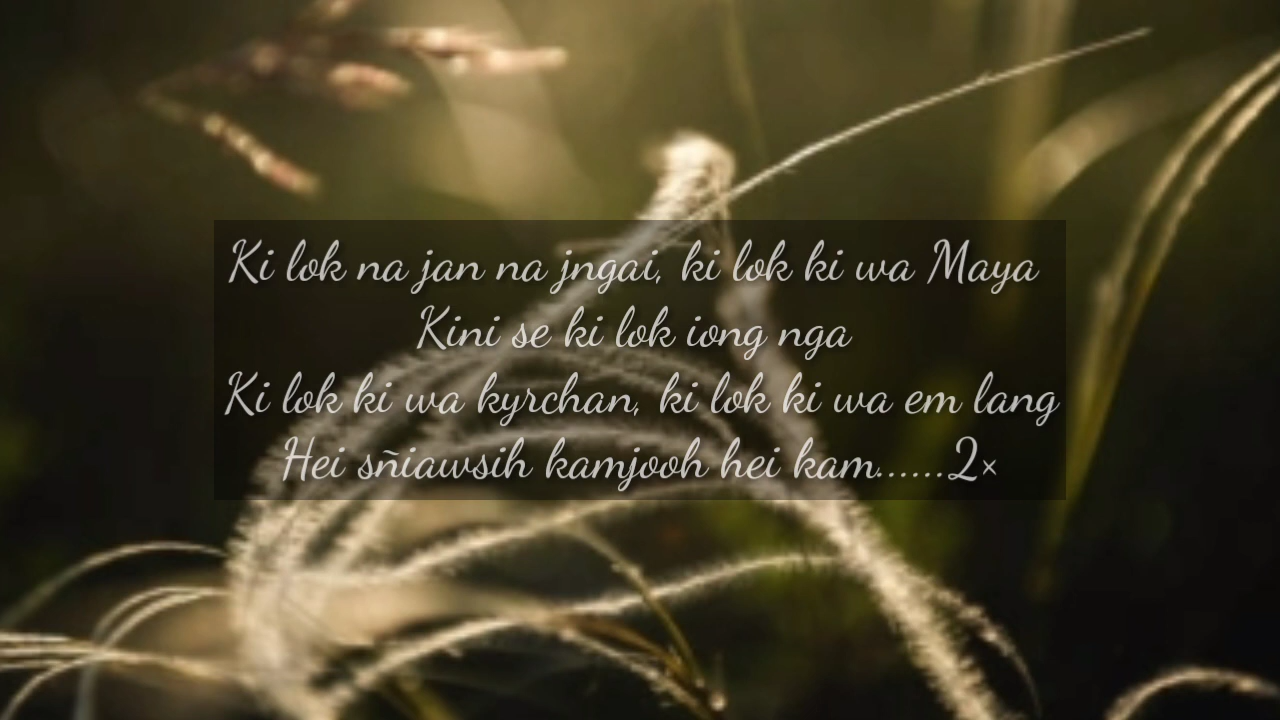 Ki lok na jan na jngai, ki lok ki wa Maya
Kini se ki lok iong nga
Ki lok ki wa kyrchan, ki lok ki wa em lang
Hei sñiawsih kamjooh hei kam......2×